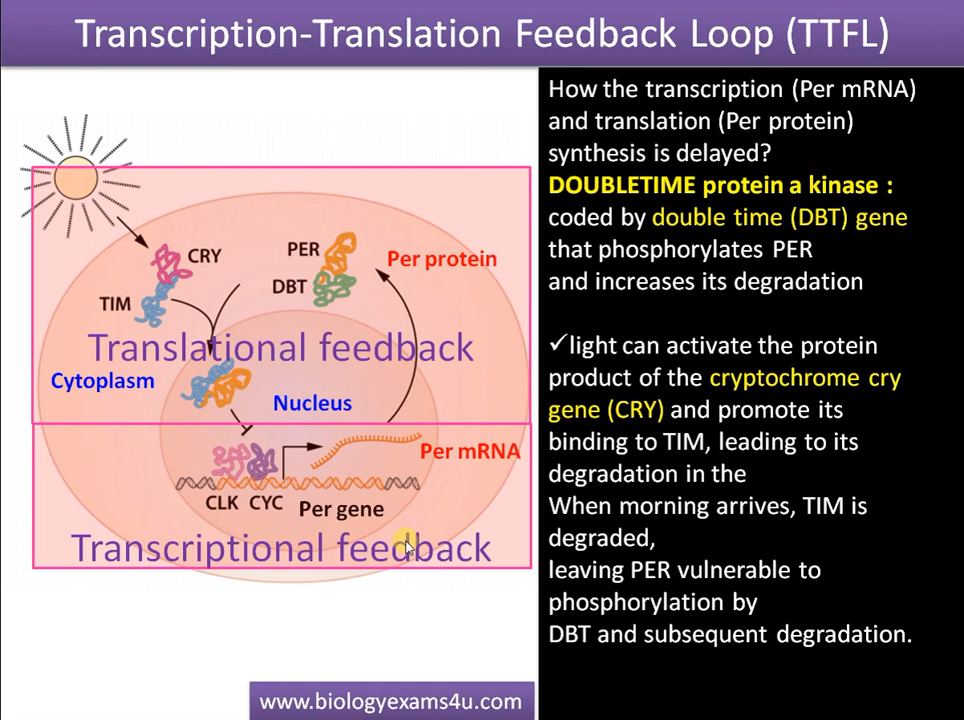 Transcription-Translation Feedback Loop (TTFL)
How the transcription (Per mRNA)
and translation (Per protein)
synthesis is delayed?
DOUBLETIME protein a kinase :
coded by double time (DBT) gene
that phosphorylates PER
and increases its degradation
✓light can activate the protein
product of the cryptochrome cry
gene (CRY) and promote its
binding to TIM, leading to its
degradation in the
When morning arrives, TIM is
degraded,
leaving PER vulnerable to
phosphorylation by
DBT and subsequent degradation.
CRY
PER
Per protein
DBT
TIM
Translational feedback
Cytoplasm
Nucleus
Per mRNA
CLK CYC Per gene
Transcriptional feedback
www.biologyexams4u.com